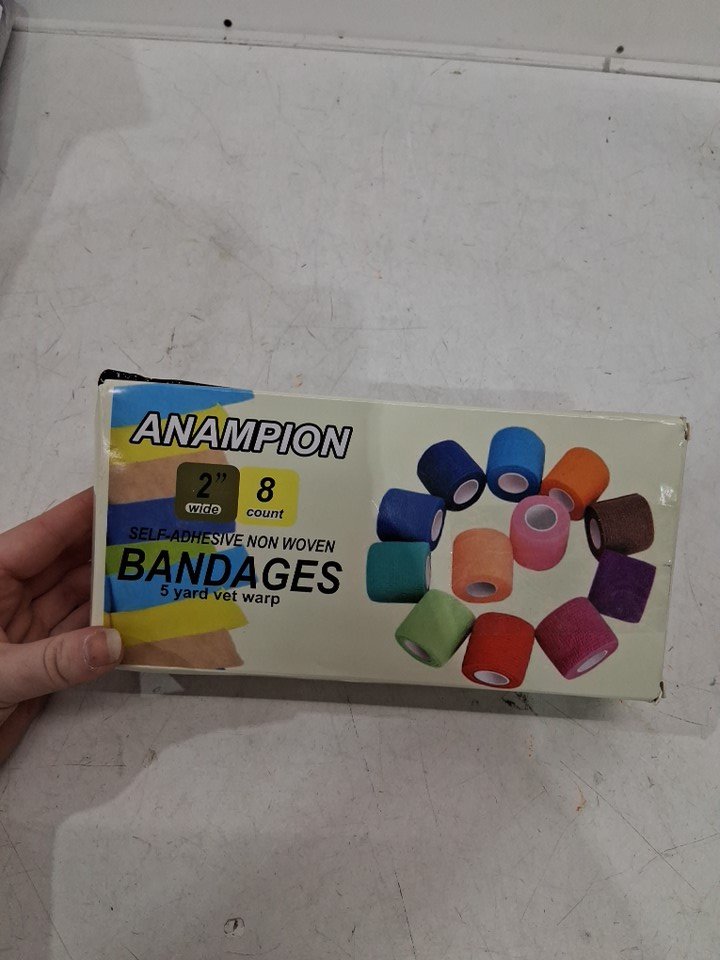 ANAMPION
2” 8
wide count
SELF-ADHESIVE NON WOVEN
BANDAGES
5 yard vet warp